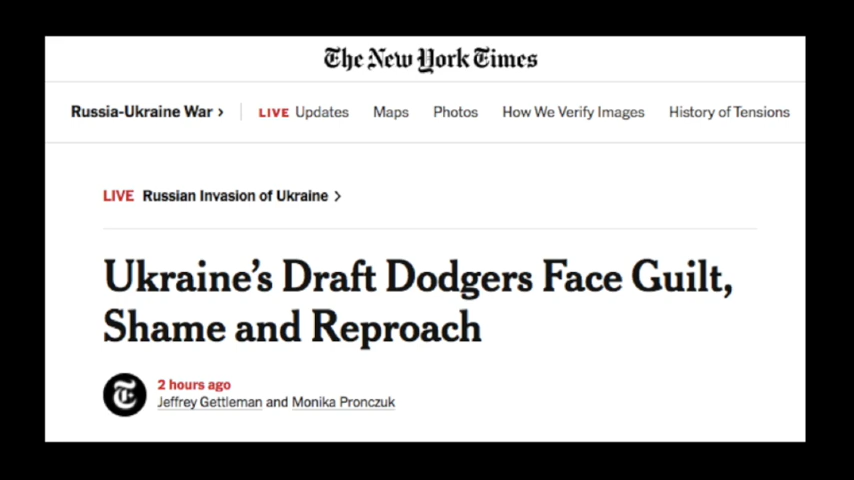 The New York Times
Russia-Ukraine War > LIVE Updates Maps Photos How We Verify Images History of Tensions
LIVE Russian Invasion of Ukraine >
Ukraine’s Draft Dodgers Face Guilt,
Shame and Reproach
T
2 hours ago
Jeffrey Gettleman and Monika Pronczuk